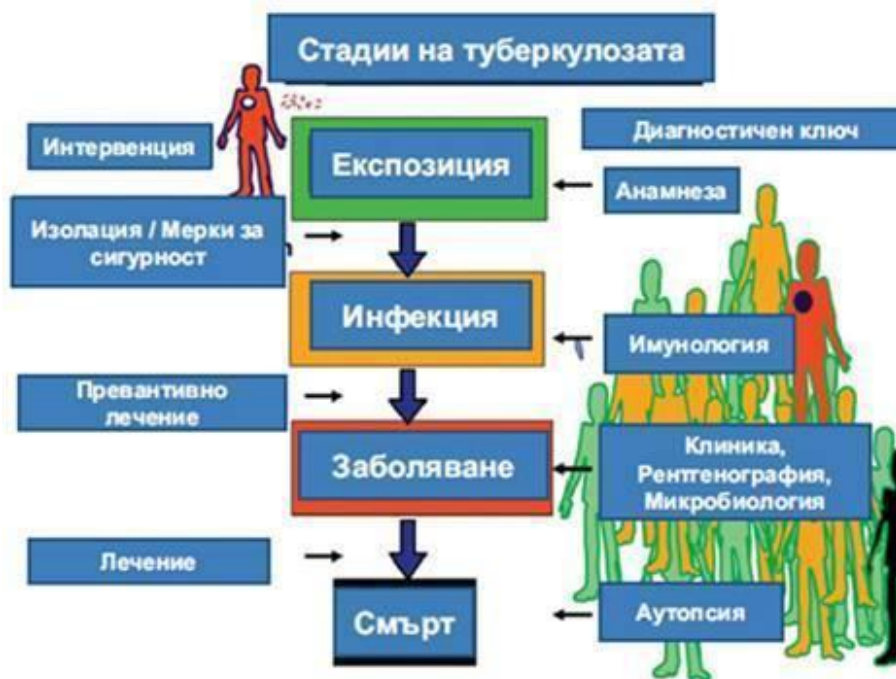 Стадии на туберкулозата
Интервенция
Диагностичен ключ
Експозиция
Анамнеза
Изолация / Мерки за
сигурност
Инфекция
Имунология
Превантивно
лечение
Заболяване
Клиника,
Рентгенография,
Микробиология
Лечение
Смърт
Аутопсия